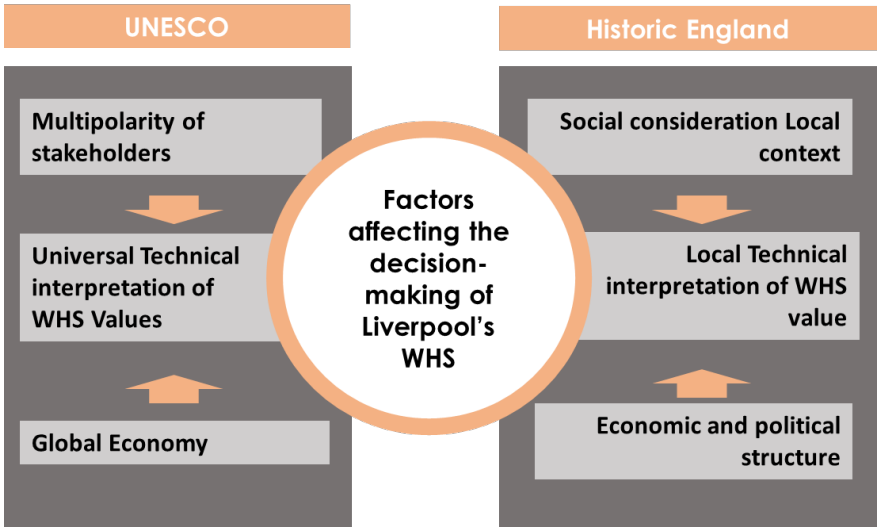 UNESCO
Multipolarity of
stakeholders
Universal Technical
interpretation of
WHS Values
Global Economy
Factors
affecting the
decision-
making of
Liverpool's
WHS
Historic England
Social consideration Local
context
Local Technical
interpretation of WHS
value
Economic and political
structure